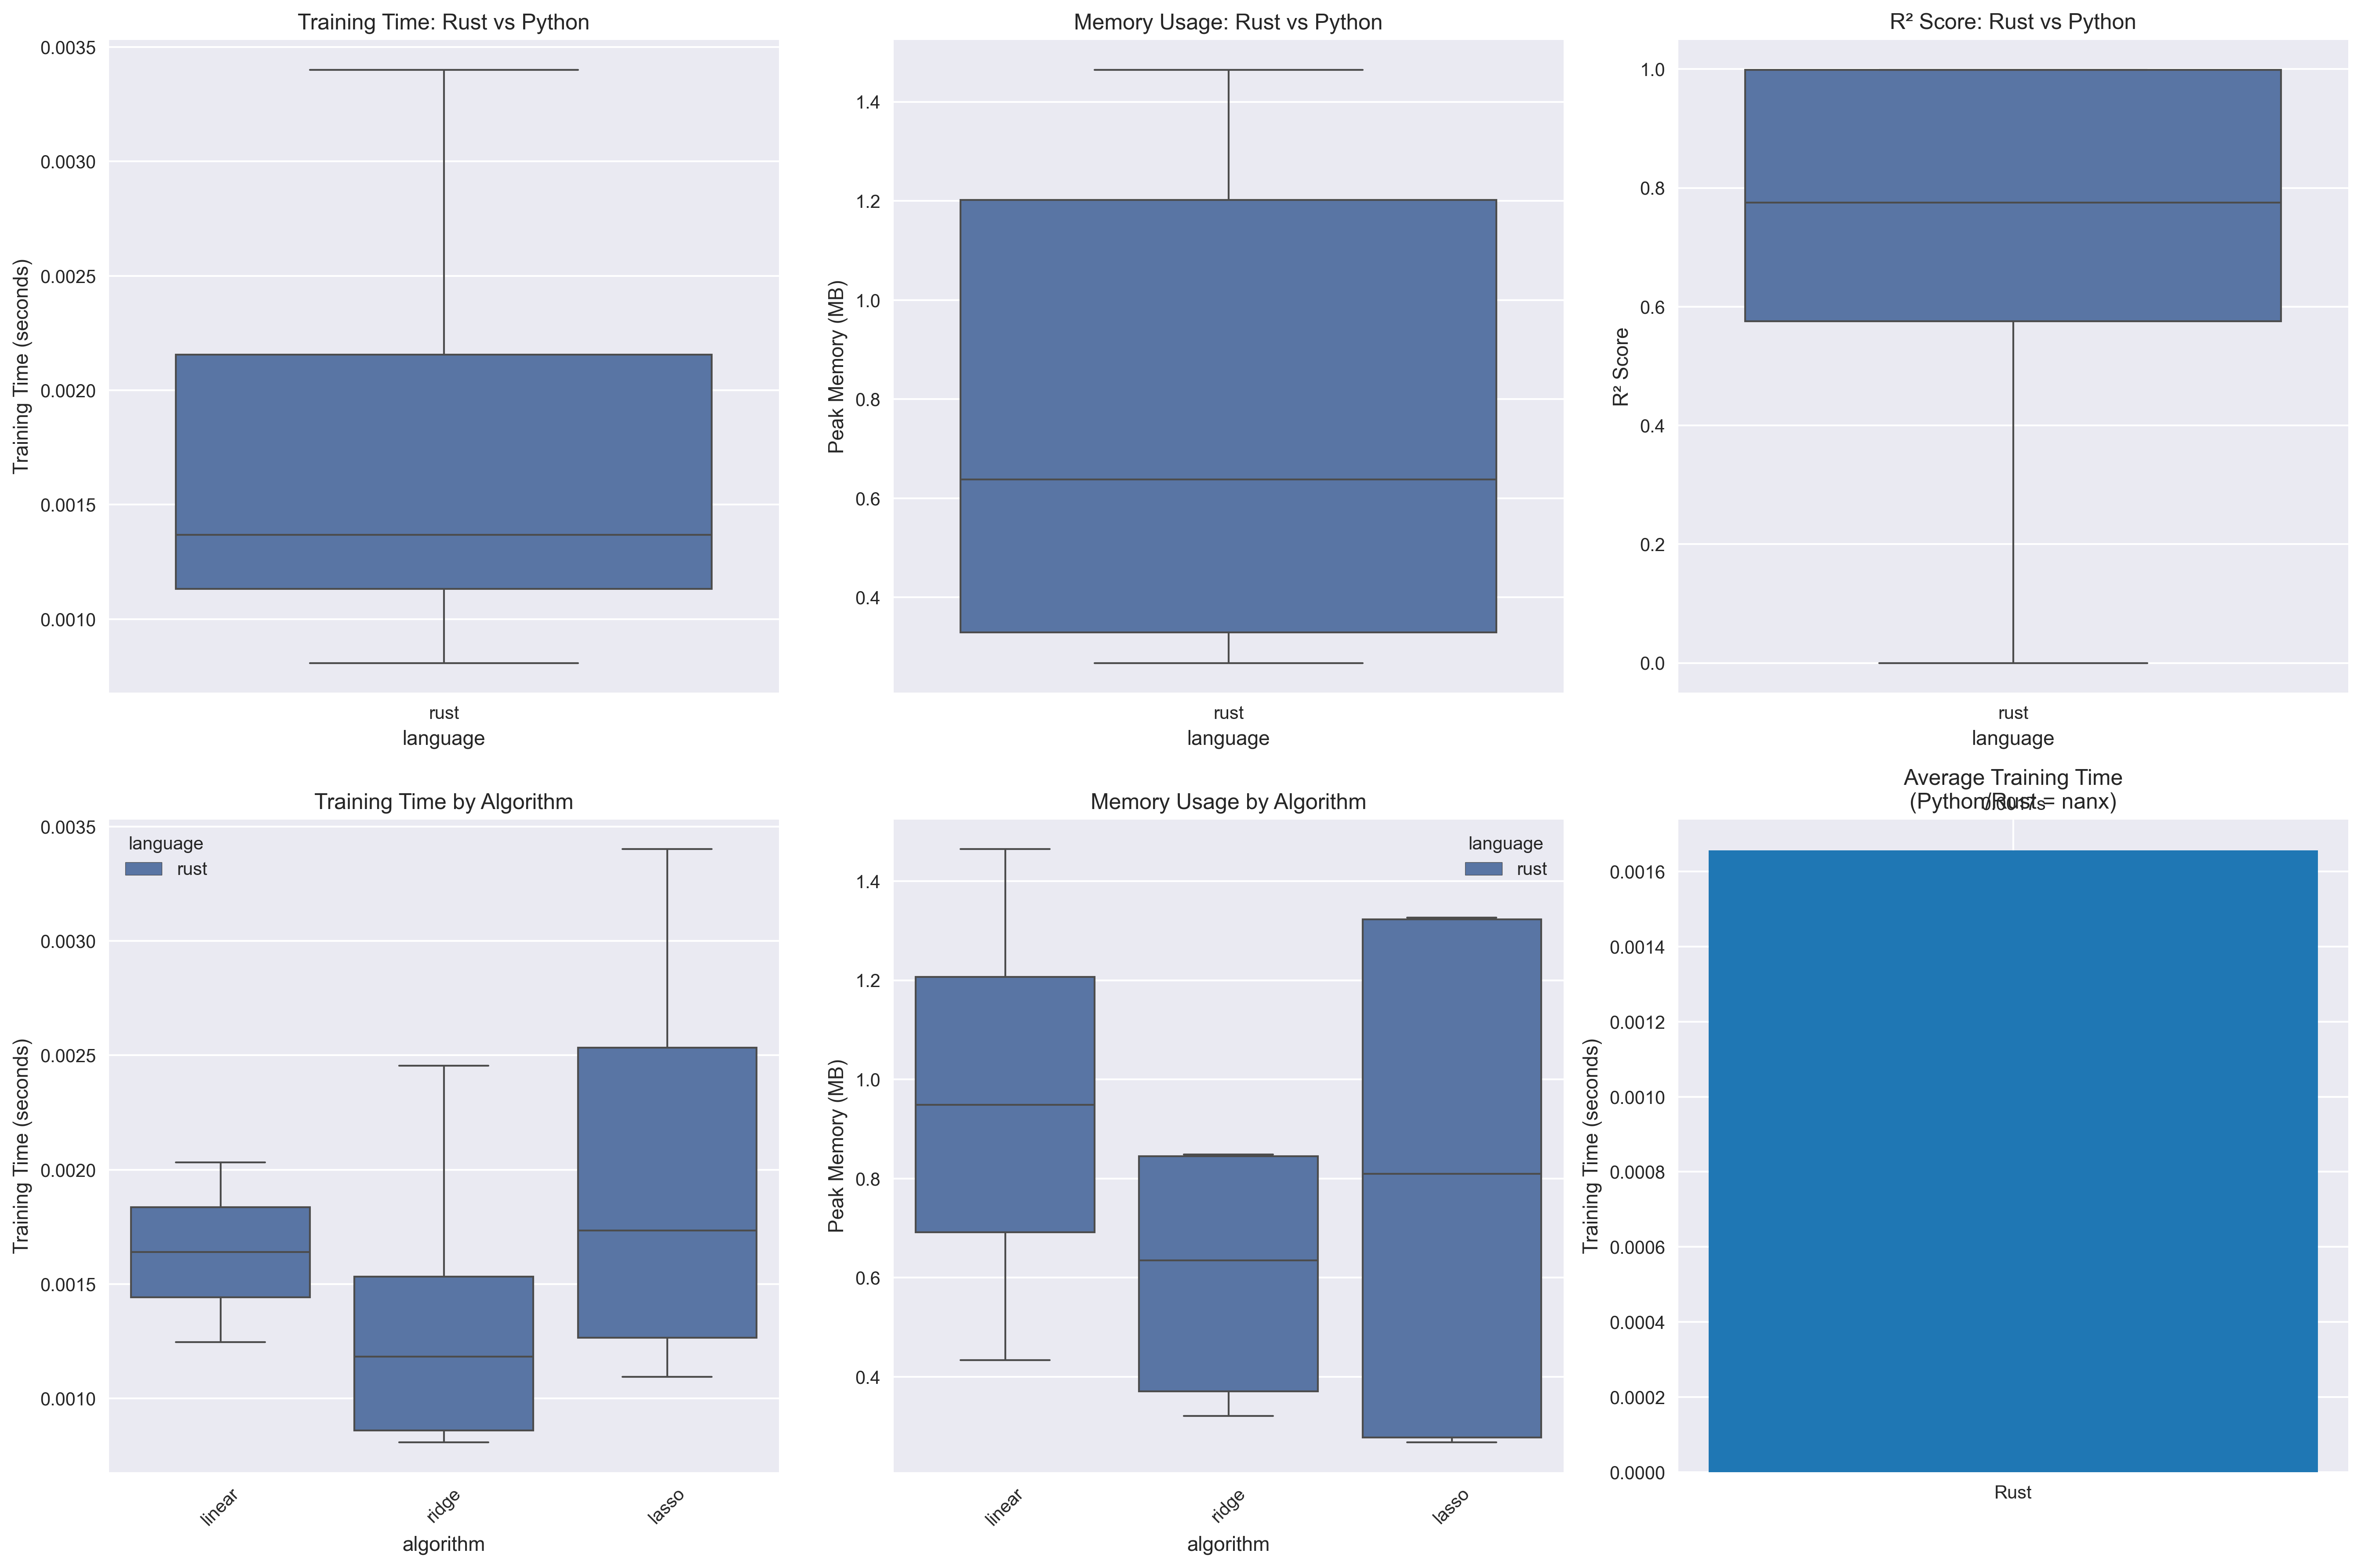 Training Time: Rust vs Python
0.0035
0.0030
0.0025
0.0020
0.0015
0.0010
Training Time (seconds)
rust
language
Memory Usage: Rust vs Python
1.4
1.2
1.0
0.8
0.6
0.4
Peak Memory (MB)
rust
language
R² Score: Rust vs Python
1.0
0.8
0.6
0.4
0.2
0.0
R² Score
rust
language
Training Time by Algorithm
0.0035
0.0030
0.0025
0.0020
0.0015
0.0010
Training Time (seconds)
language
rust
linear
ridge
lasso
algorithm
Memory Usage by Algorithm
1.4
1.2
1.0
0.8
0.6
0.4
Peak Memory (MB)
language
rust
linear
ridge
lasso
algorithm
Average Training Time
(Python/Rust = nanx)
0.0017s
0.0016
0.0014
0.0012
0.0010
0.0008
0.0006
0.0004
0.0002
0.0000
Training Time (seconds)
Rust